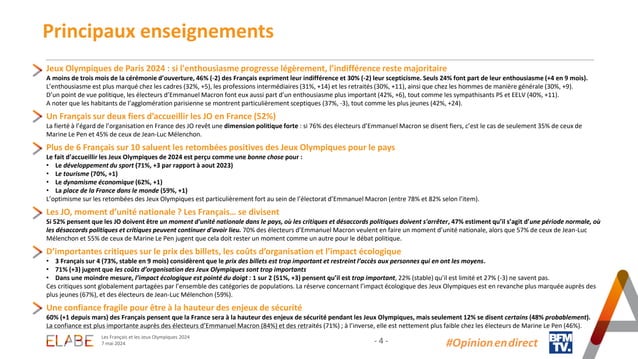 Principaux enseignements
Jeux Olympiques de Paris 2024 : si l'enthousiasme progresse légèrement, l'indifférence reste majoritaire
A moins de trois mois de la cérémonie d'ouverture, 46% (-2) des Français expriment leur indifférence et 30% (-2) leur scepticisme. Seuls 24% font part de leur enthousiasme (+4 en 9 mois).
L'enthousiasme est plus marqué chez les cadres (32%, +5), les professions intermédiaires (31%, +14) et les retraités (30%, +11), ainsi que chez les hommes de manière générale (30%, +9).
D'un point de vue politique, les électeurs d'Emmanuel Macron font eux aussi part d'un enthousiasme plus important (42%, +6), tout comme les sympathisants PS et EELV (40%, +11).
A noter que les habitants de l'agglomération parisienne se montrent particulièrement sceptiques (37%, -3), tout comme les plus jeunes (42%, +24).
Un Français sur deux fiers d'accueillir les JO en France (52%)
La fierté à l'égard de l'organisation en France des JO revêt une dimension politique forte : si 76% des électeurs d'Emmanuel Macron se disent fiers, c'est le cas de seulement 35% de ceux de
Marine Le Pen et 45% de ceux de Jean-Luc Mélenchon.
Plus de 6 Français sur 10 saluent les retombées positives des Jeux Olympiques pour le pays
Le fait d'accueillir les Jeux Olympiques de 2024 est perçu comme une bonne chose pour :
• Le développement du sport (71%, +3 par rapport à aout 2023)
• Le tourisme (70%, +1)
• Le dynamisme économique (62%, +1)
• La place de la France dans le monde (59%, +1)
L'optimisme sur les retombées des Jeux Olympiques est particulièrement fort au sein de l'électorat d'Emmanuel Macron (entre 78% et 82% selon l'item).
Les JO, moment d'unité nationale ? Les Français... se divisent
Si 52% pensent que les JO doivent être un moment d'unité nationale dans le pays, où les critiques et désaccords politiques doivent s'arrêter, 47% estiment qu'il s'agit d'une période normale, où
les désaccords politiques et critiques peuvent continuer d'avoir lieu. 70% des électeurs d'Emmanuel Macron veulent en faire un moment d'unité nationale, alors que 57% de ceux de Jean-Luc
Mélenchon et 55% de ceux de Marine Le Pen jugent que cela doit rester un moment comme un autre pour le débat politique.
D'importantes critiques sur le prix des billets, les coûts d'organisation et l'impact écologique
• 3 Français sur 4 (73%, stable en 9 mois) considèrent que le prix des billets est trop important et restreint l'accès aux personnes qui en ont les moyens.
• 71% (+3) jugent que les coûts d'organisation des Jeux Olympiques sont trop importants
• Dans une moindre mesure, l'impact écologique est pointé du doigt : 1 sur 2 (51%, +3) pensent qu'il est trop important, 22% (stable) qu'il est limité et 27% (-3) ne savent pas.
Ces critiques sont globalement partagées par l'ensemble des catégories de populations. La réserve concernant l'impact écologique des Jeux Olympiques est en revanche plus marquée auprès des
plus jeunes (67%), et des électeurs de Jean-Luc Mélenchon (59%).
Une confiance fragile pour être à la hauteur des enjeux de sécurité
60% (+1 depuis mars) des Français pensent que la France sera à la hauteur des enjeux de sécurité pendant les Jeux Olympiques, mais seulement 12% se disent certains (48% probablement).
La confiance est plus importante auprès des électeurs d'Emmanuel Macron (84%) et des retraités (71%) ; à l'inverse, elle est nettement plus faible chez les électeurs de Marine Le Pen (46%).
ELABE
Les Français et les Jeux Olympiques 2024
7 mai 2024
- 4 -
#Opinion en direct
BFM
TV.